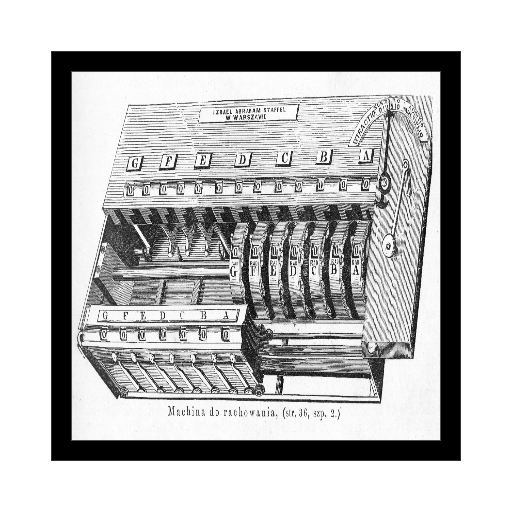 IZRAEL ABRAHAM STAFFEL
W WARSZAWIE
G F E D C B A
G F E D C B A
G F E D C B A
Machina do rachowania, (str. 36, szp. 2.)